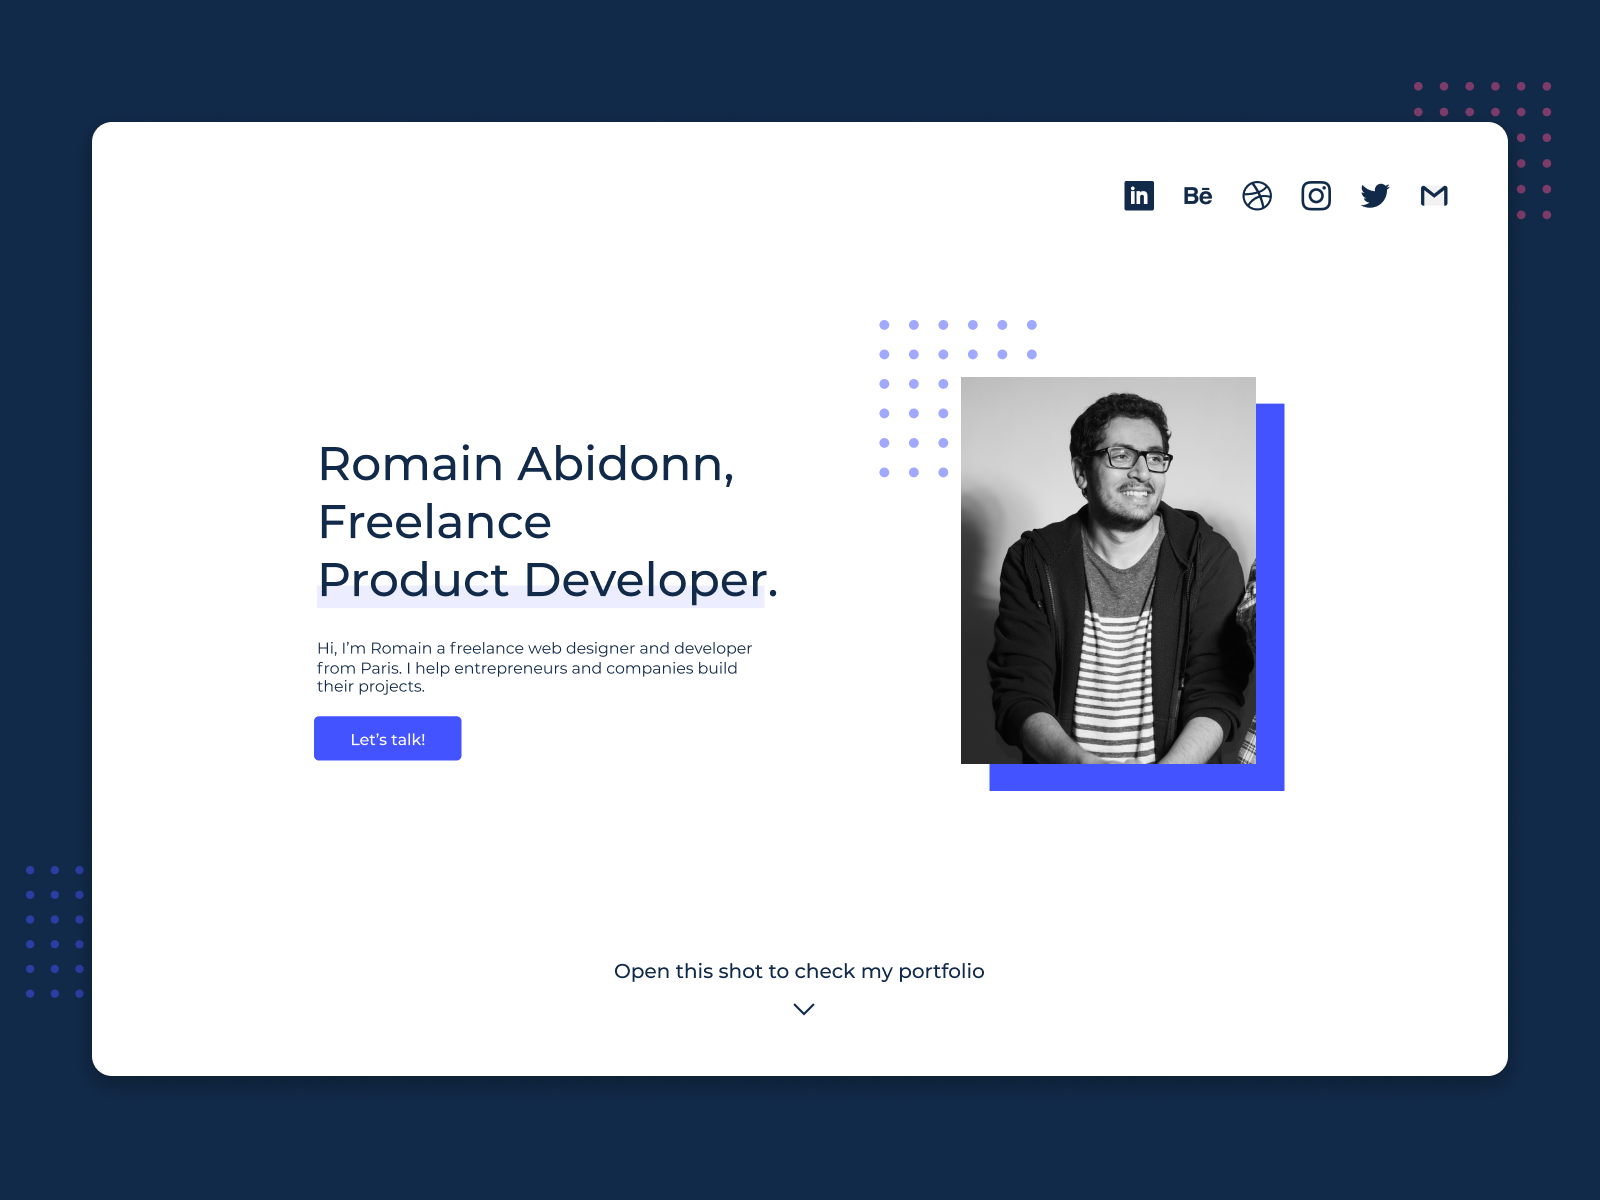 in Bē
Romain Abidonn,
Freelance
Product Developer.
Hi, I’m Romain a freelance web designer and developer
from Paris. I help entrepreneurs and companies build
their projects.
Let’s talk!
Open this shot to check my portfolio